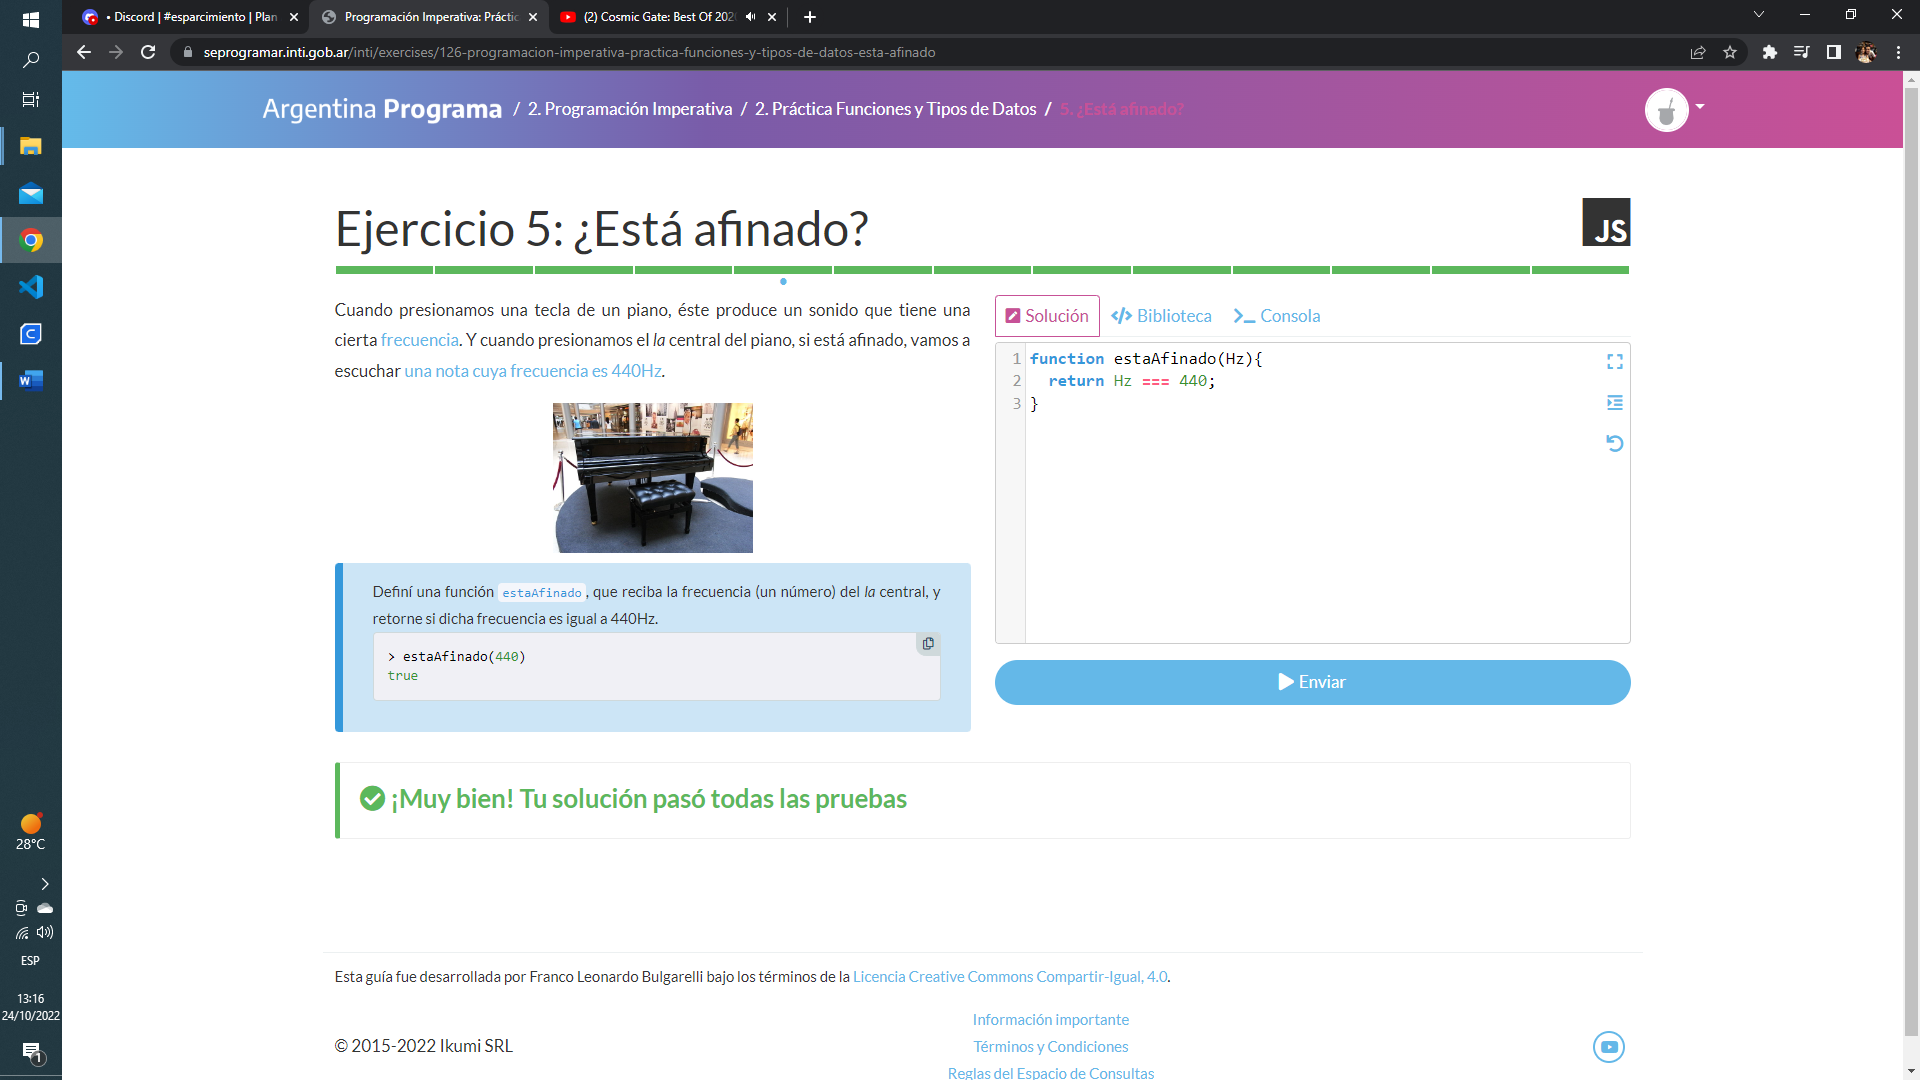 • Discord | #esparcimiento | Plan
Programación Imperativa: Práctic
(2) Cosmic Gate: Best Of 202
seprogramar.inti.gob.ar/inti/exercises/126-programacion-imperativa-practica-funciones-y-tipos-de-datos-esta-afinado
Argentina Programa / 2. Programación Imperativa / 2. Práctica Funciones y Tipos de Datos / 5. ¿Está afinado?
Ejercicio 5: ¿Está afinado?
JS
Cuando presionamos una tecla de un piano, éste produce un sonido que tiene una
cierta frecuencia. Y cuando presionamos el la central del piano, si está afinado, vamos a
escuchar una nota cuya frecuencia es 440Hz.
Definí una función estaAfinado, que reciba la frecuencia (un número) del la central, y
retorne si dicha frecuencia es igual a 440Hz.
> estaAfinado(440)
true
Solución
Biblioteca
Consola
1 function estaAfinado(Hz){
2 return Hz === 440;
3 }
Enviar
¡Muy bien! Tu solución pasó todas las pruebas
Esta guía fue desarrollada por Franco Leonardo Bulgarelli bajo los términos de la Licencia Creative Commons Compartir-Igual, 4.0.
Información importante
© 2015-2022 Ikumi SRL
Términos y Condiciones
Reglas del Espacio de Consultas
28°C
ESP
13:16
24/10/2022
1